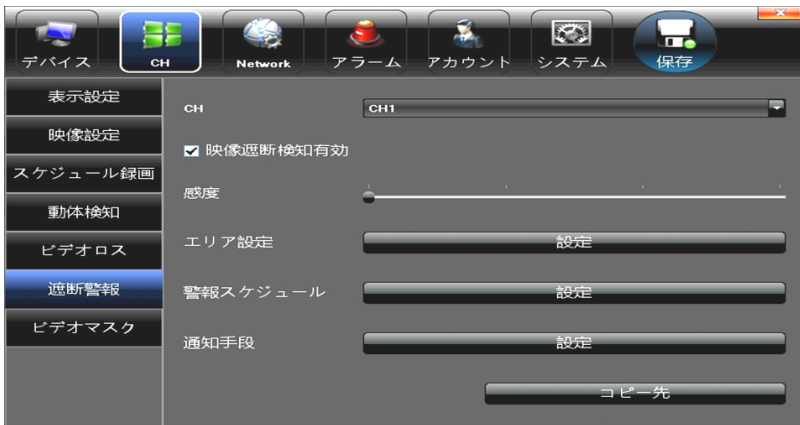 デバイス
CH
Network
アラーム
アカウント
システム
保存
表示設定
映像設定
スケジュール録画
動体検知
ビデオロス
遮断警報
ビデオマスク
CH
CH1
映像遮断検知有効
感度
エリア設定
設定
警報スケジュール
設定
通知手段
設定
コピー先